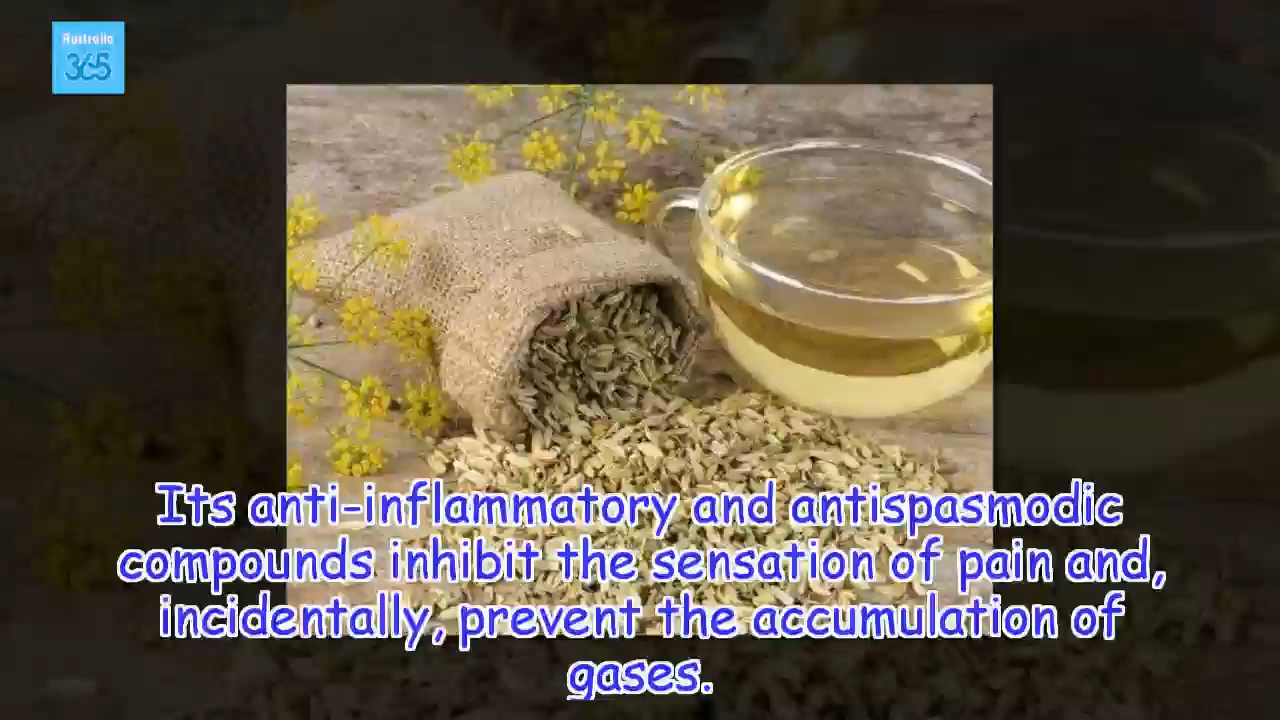 Australia
365
Its anti-inflammatory and antispasmodic
compounds inhibit the sensation of pain and,
incidentally, prevent the accumulation of
gases.